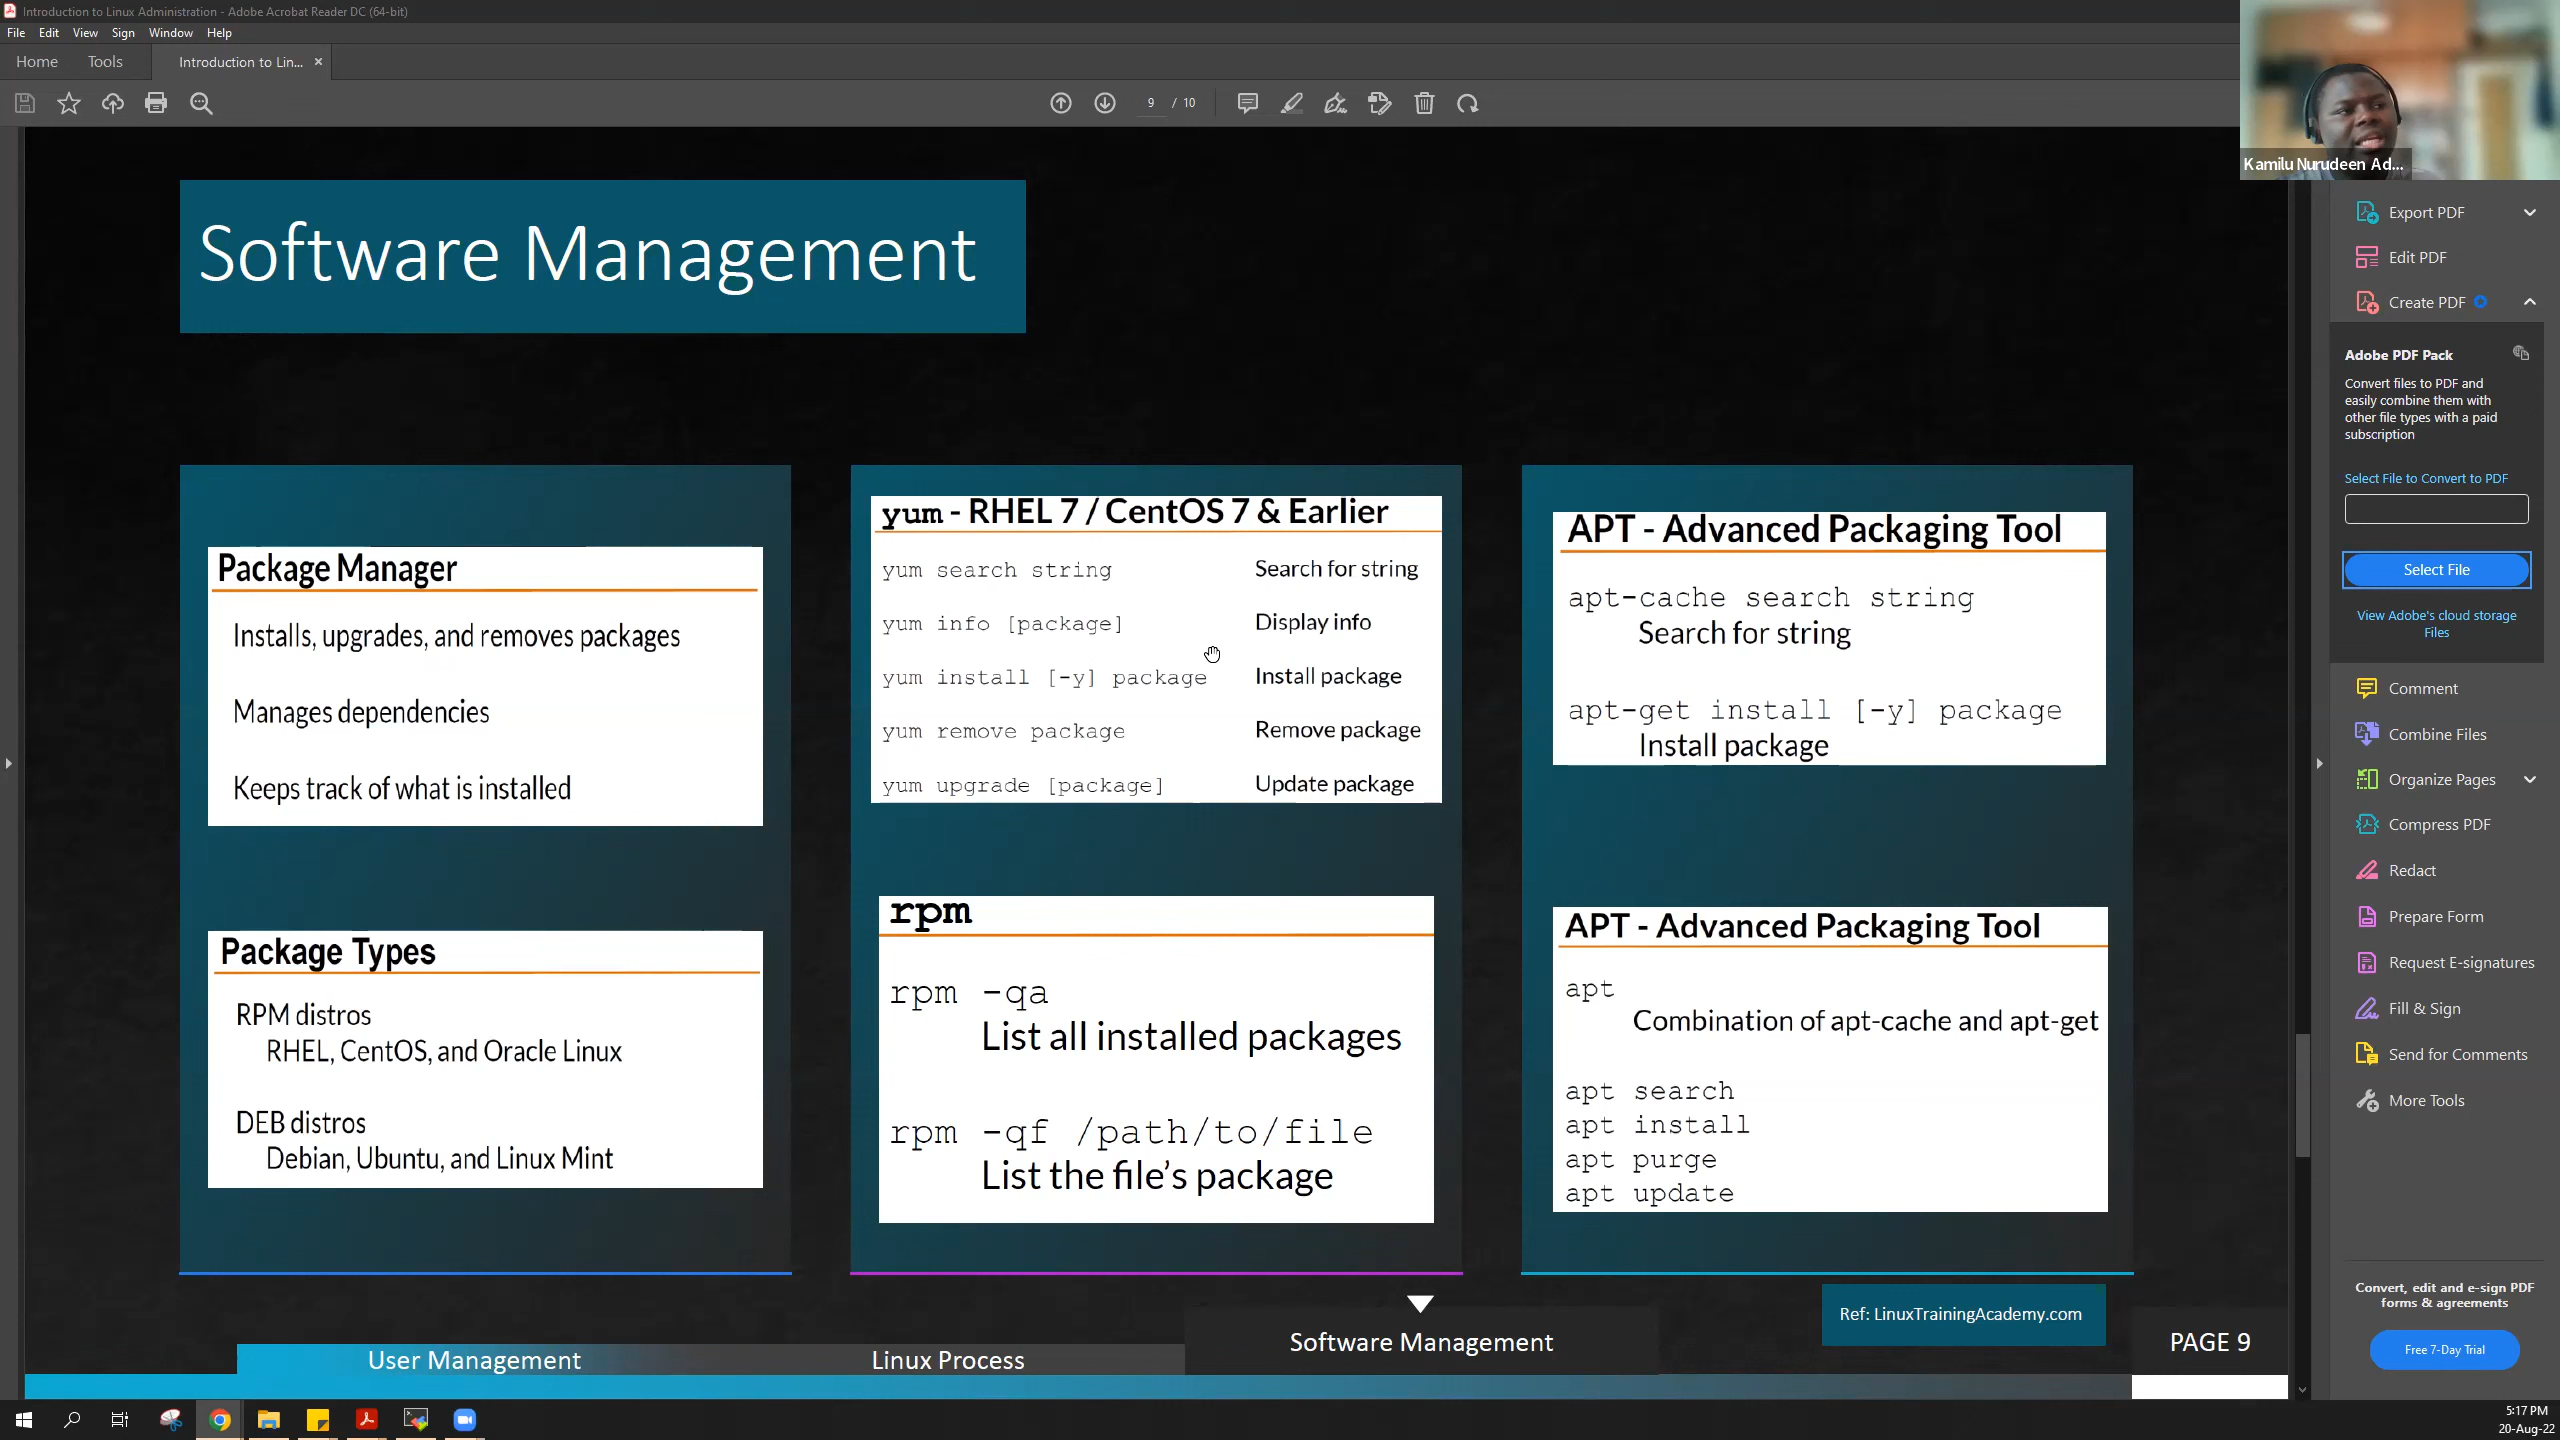 Introduction to Linux Administration - Adobe Acrobat Reader DC (64-bit)
File Edit View Sign Window Help
Home Tools Introduction to Lin... ×
9 / 10
Kamilu Nurudeen Ad...
Software Management
Package Manager
Installs, upgrades, and removes packages
Manages dependencies
Keeps track of what is installed
Package Types
RPM distros
RHEL, CentOS, and Oracle Linux
DEB distros
Debian, Ubuntu, and Linux Mint
yum - RHEL 7 / CentOS 7 & Earlier
yum search string Search for string
yum info [package] Display info
yum install [-y] package Install package
yum remove package Remove package
yum upgrade [package] Update package
rpm
rpm -qa
List all installed packages
rpm -qf /path/to/file
List the file’s package
APT - Advanced Packaging Tool
apt-cache search string
Search for string
apt-get install [-y] package
Install package
APT - Advanced Packaging Tool
apt
Combination of apt-cache and apt-get
apt search
apt install
apt purge
apt update
Ref: LinuxTrainingAcademy.com
User Management Linux Process Software Management PAGE 9
Export PDF
Edit PDF
Create PDF
Adobe PDF Pack
Convert files to PDF and
easily combine them with
other file types with a paid
subscription
Select File to Convert to PDF
Select File
View Adobe's cloud storage
Files
Comment
Combine Files
Organize Pages
Compress PDF
Redact
Prepare Form
Request E-signatures
Fill & Sign
Send for Comments
More Tools
Convert, edit and e-sign PDF
forms & agreements
Free 7-Day Trial
5:17 PM
20-Aug-22